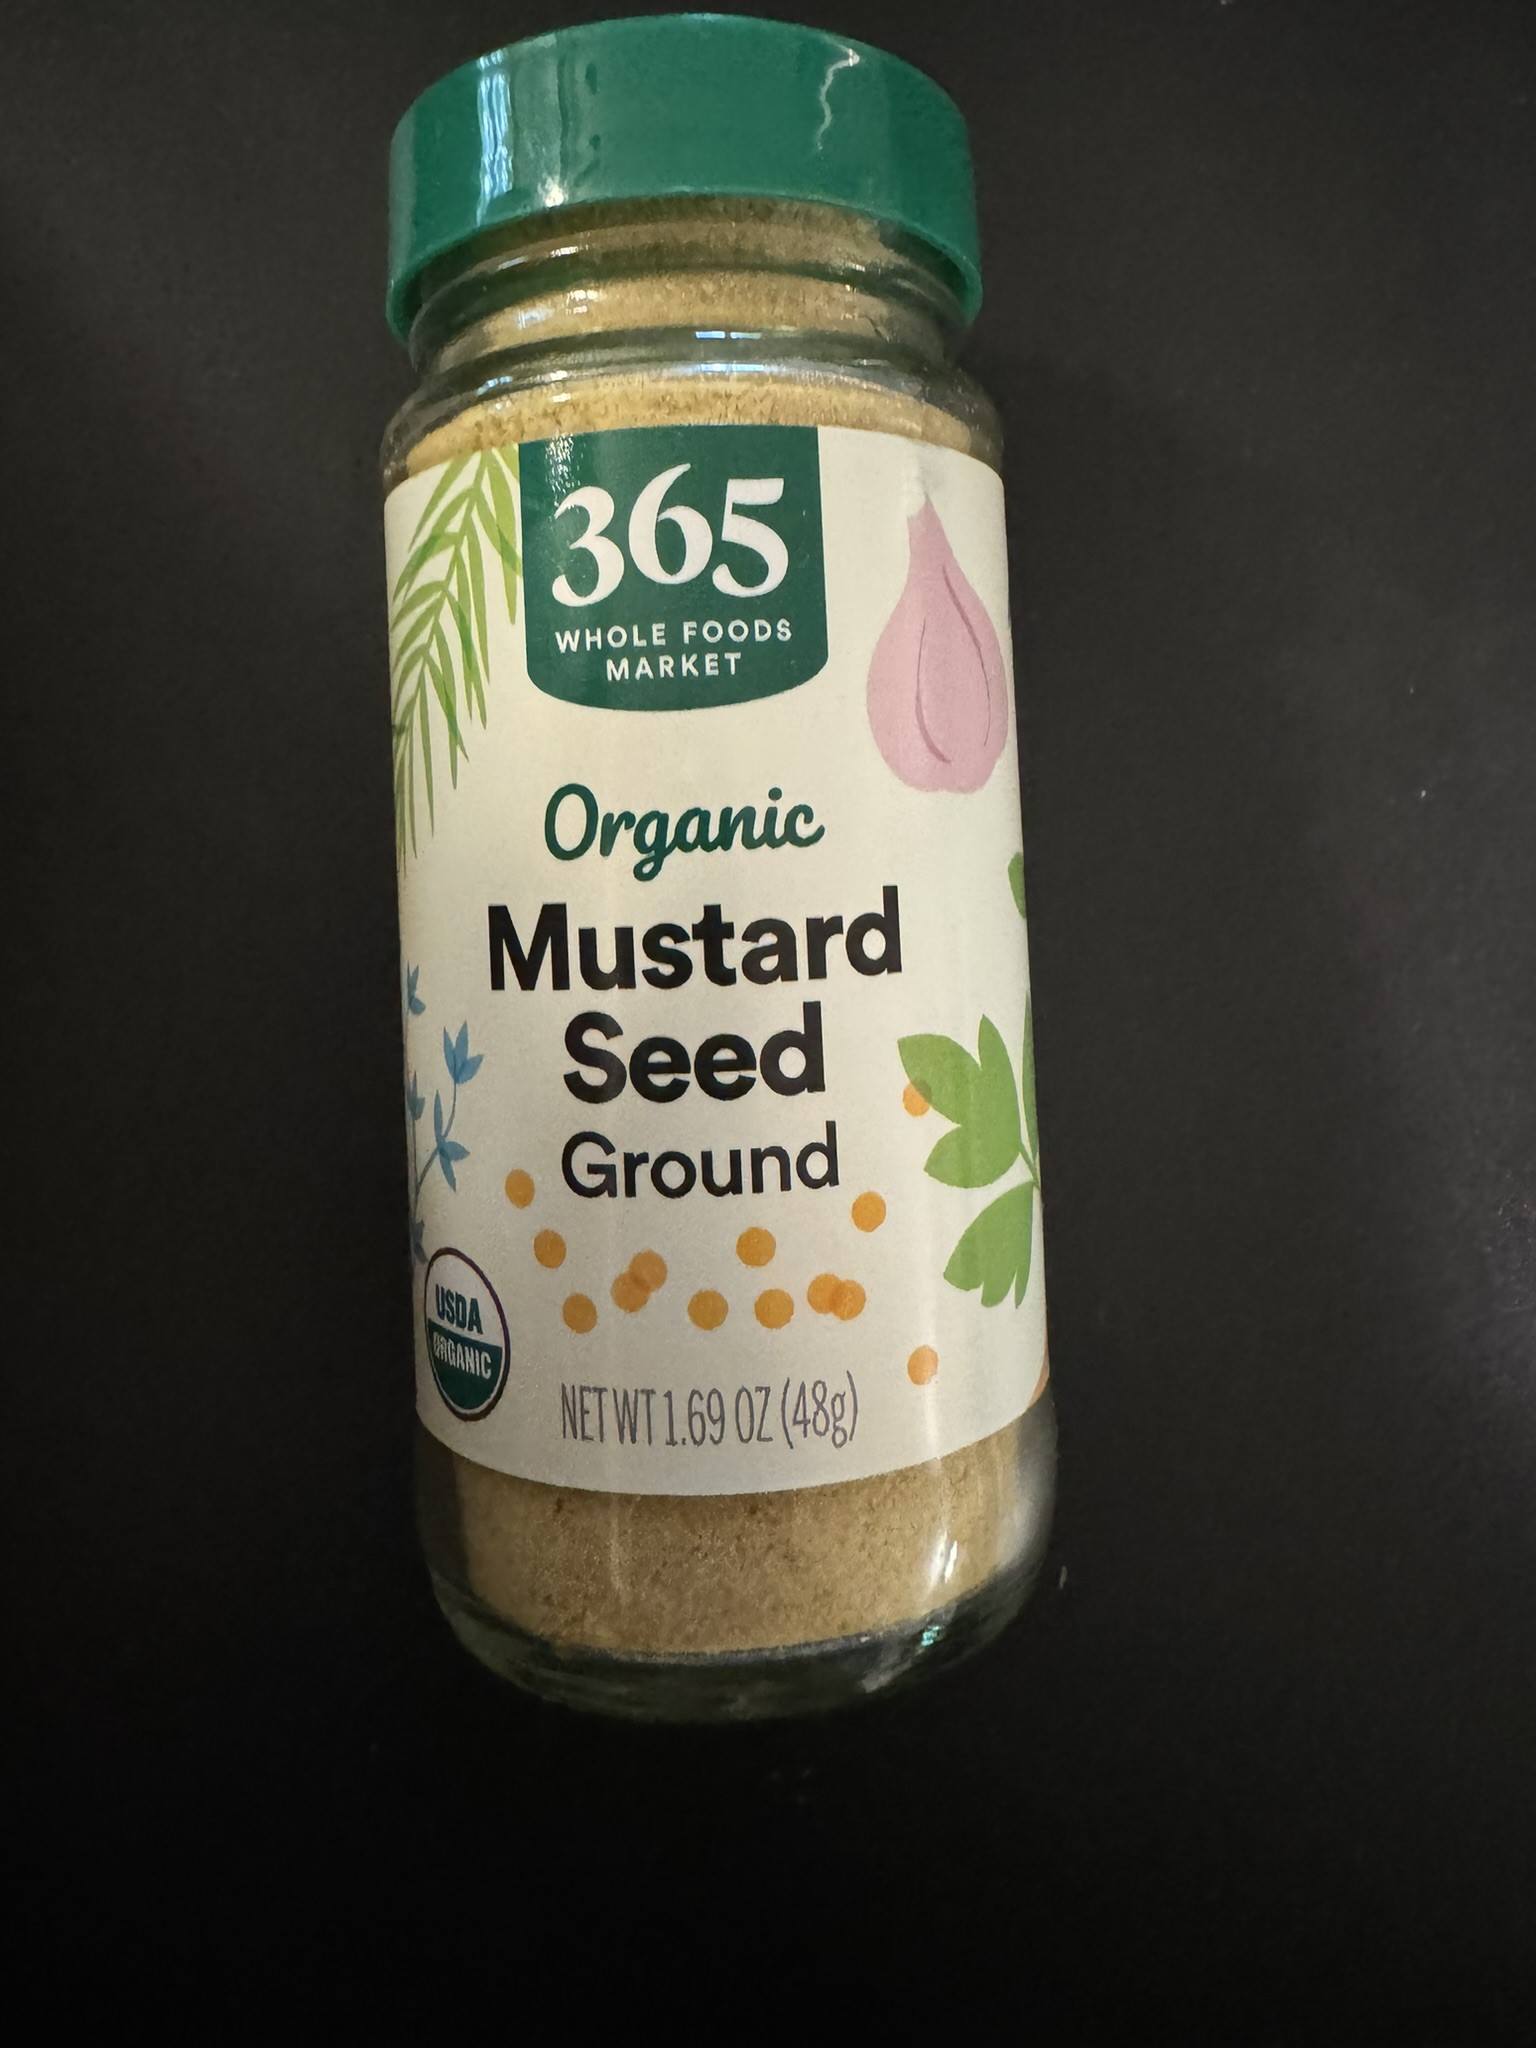 365
WHOLE FOODS
MARKET
Organic
Mustard
Seed
Ground
USDA
ORGANIC
NET WT 1.69 OZ (48g)